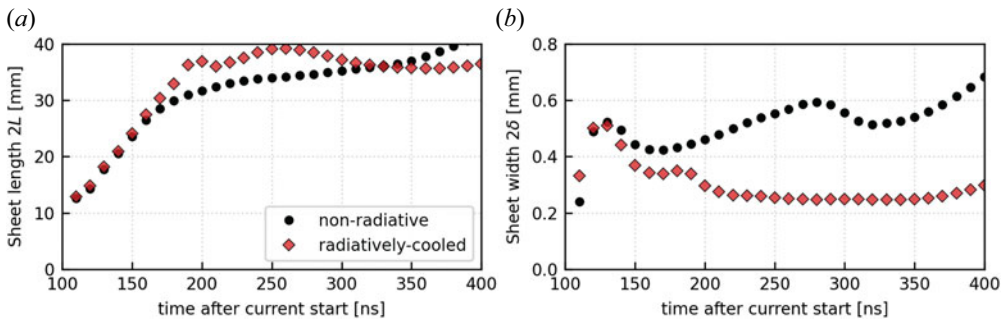 (a)
40
30
20
10
0
Sheet length 2L [mm]
non-radiative
radiatively-cooled
100 150 200 250 300 350 400
time after current start [ns]
(b)
0.8
0.6
0.4
0.2
0.0
Sheet width 2δ [mm]
100 150 200 250 300 350 400
time after current start [ns]